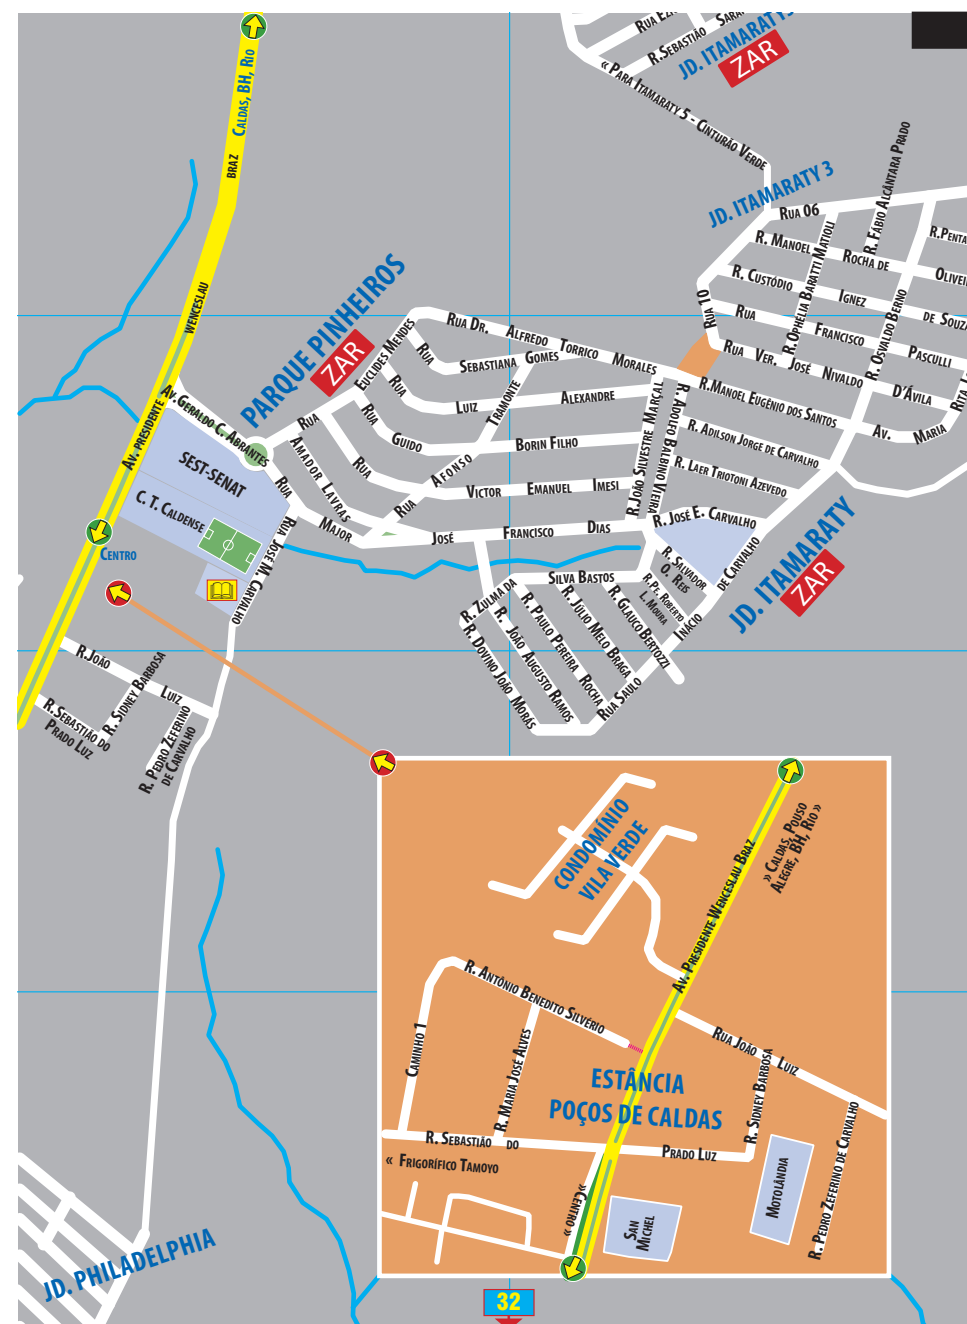 Caldas, BH, Rio
Braz
Wenceslau
Av. Presidente
R.Sebastião
Jd. Itamaraty 5
ZAR
« Para Itamaraty 5 - Cinturão Verde
Jd. Itamaraty 3
Rua 06
R. Fábio Alcântara Prado
R. Manoel
Rocha de
R. Custódio
Ignez
de Souza
R. Ophélia Baratti Matioli
R. Osvaldo Berno
Rua 10
Rua
Francisco
Pasculli
Rua Ver.
José
Nivaldo
D'Ávila
Av.
Maria
Rita
Parque Pinheiros
ZAR
Rua Dr.
Alfredo
Torrico
Morales
Euclides Mendes
Rua
Rua
Sebastiana
Gomes
Rua
Luiz
Alexandre
Tramonte
Afonso
Rua
Rua
Guido
Borin Filho
Rua
Victor
Emanuel
Imesi
Av. Geraldo C. Abrantes
Amador
Lavras
Rua
Major
José
Francisco
Dias
R.João Silvestre Marçal
R. Adolfo Balbino Vieira
R.Manoel Eugênio dos Santos
R. Adilson Jorge de Carvalho
R. Laer Triotoni Azevedo
R. José E. Carvalho
R. Salvador
O. Reis
R.Pe. Roberto
L. Moura
Inácio
de Carvalho
Jd. Itamaraty
ZAR
SEST-SENAT
C. T. Caldense
Centro
Rua José M. Carvalho
R. Zulma da
Silva Bastos
R. Dovino João Moras
R. João Augusto Ramos
R. Paulo Pereira Rocha
R. Júlio Melo Braga
R. Glauco Bertozzi
Rua Saulo
R.João
Luiz
R. Sidney Barbosa
R.Sebastião do
Prado Luz
R. Pedro Zeferino
de Carvalho
Condomínio
Vila Verde
» Caldas, Pouso
Alegre, BH, Rio »
Av. Presidente Wenceslau Braz
R. Antônio Benedito Silvério
Caminho 1
R. Maria José Alves
Rua João
Luiz
R. Sidney Barbosa
Estância
Poços de Caldas
R. Sebastião
do
Prado Luz
« Frigorífico Tamoyo
« Centro »
San
Michel
Motolândia
R. Pedro Zeferino de Carvalho
Jd. Philadelphia
32